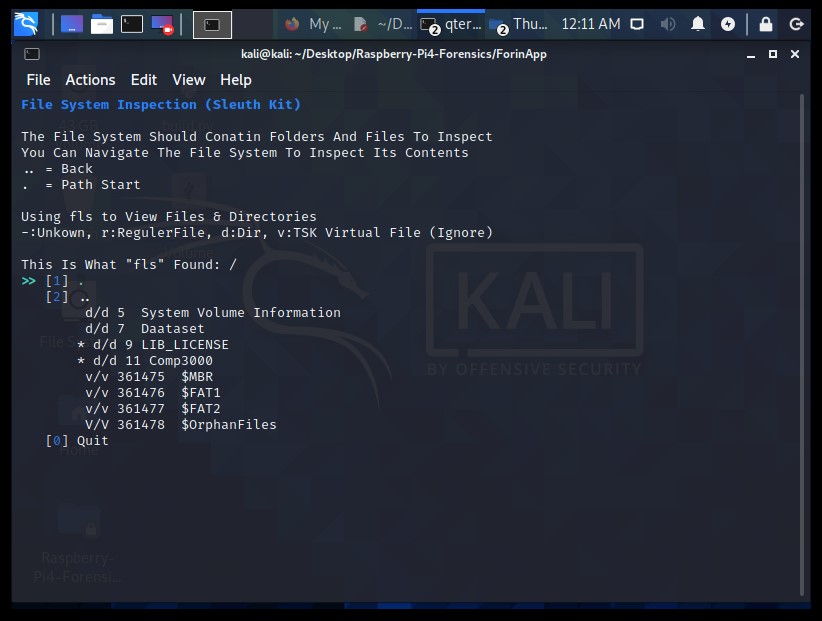 My ...
~/D...
2
qter...
2
Thu...
12:11 AM
kali@kali: ~/Desktop/Raspberry-Pi4-Forensics/ForinApp
File Actions Edit View Help
File System Inspection (Sleuth Kit)
The File System Should Conatin Folders And Files To Inspect
You Can Navigate The File System To Inspect Its Contents
.. = Back
. = Path Start
Using fls to View Files & Directories
-:Unkown, r:RegulerFile, d:Dir, v:TSK Virtual File (Ignore)
This Is What "fls" Found: /
>> [1] .
[2] ..
d/d 5 System Volume Information
d/d 7 Daataset
* d/d 9 LIB_LICENSE
* d/d 11 Comp3000
v/v 361475 $MBR
v/v 361476 $FAT1
v/v 361477 $FAT2
V/V 361478 $OrphanFiles
[0] Quit
KALI
BY OFFENSIVE SECURITY
Home
Raspberry-
Pi4-Forensi...